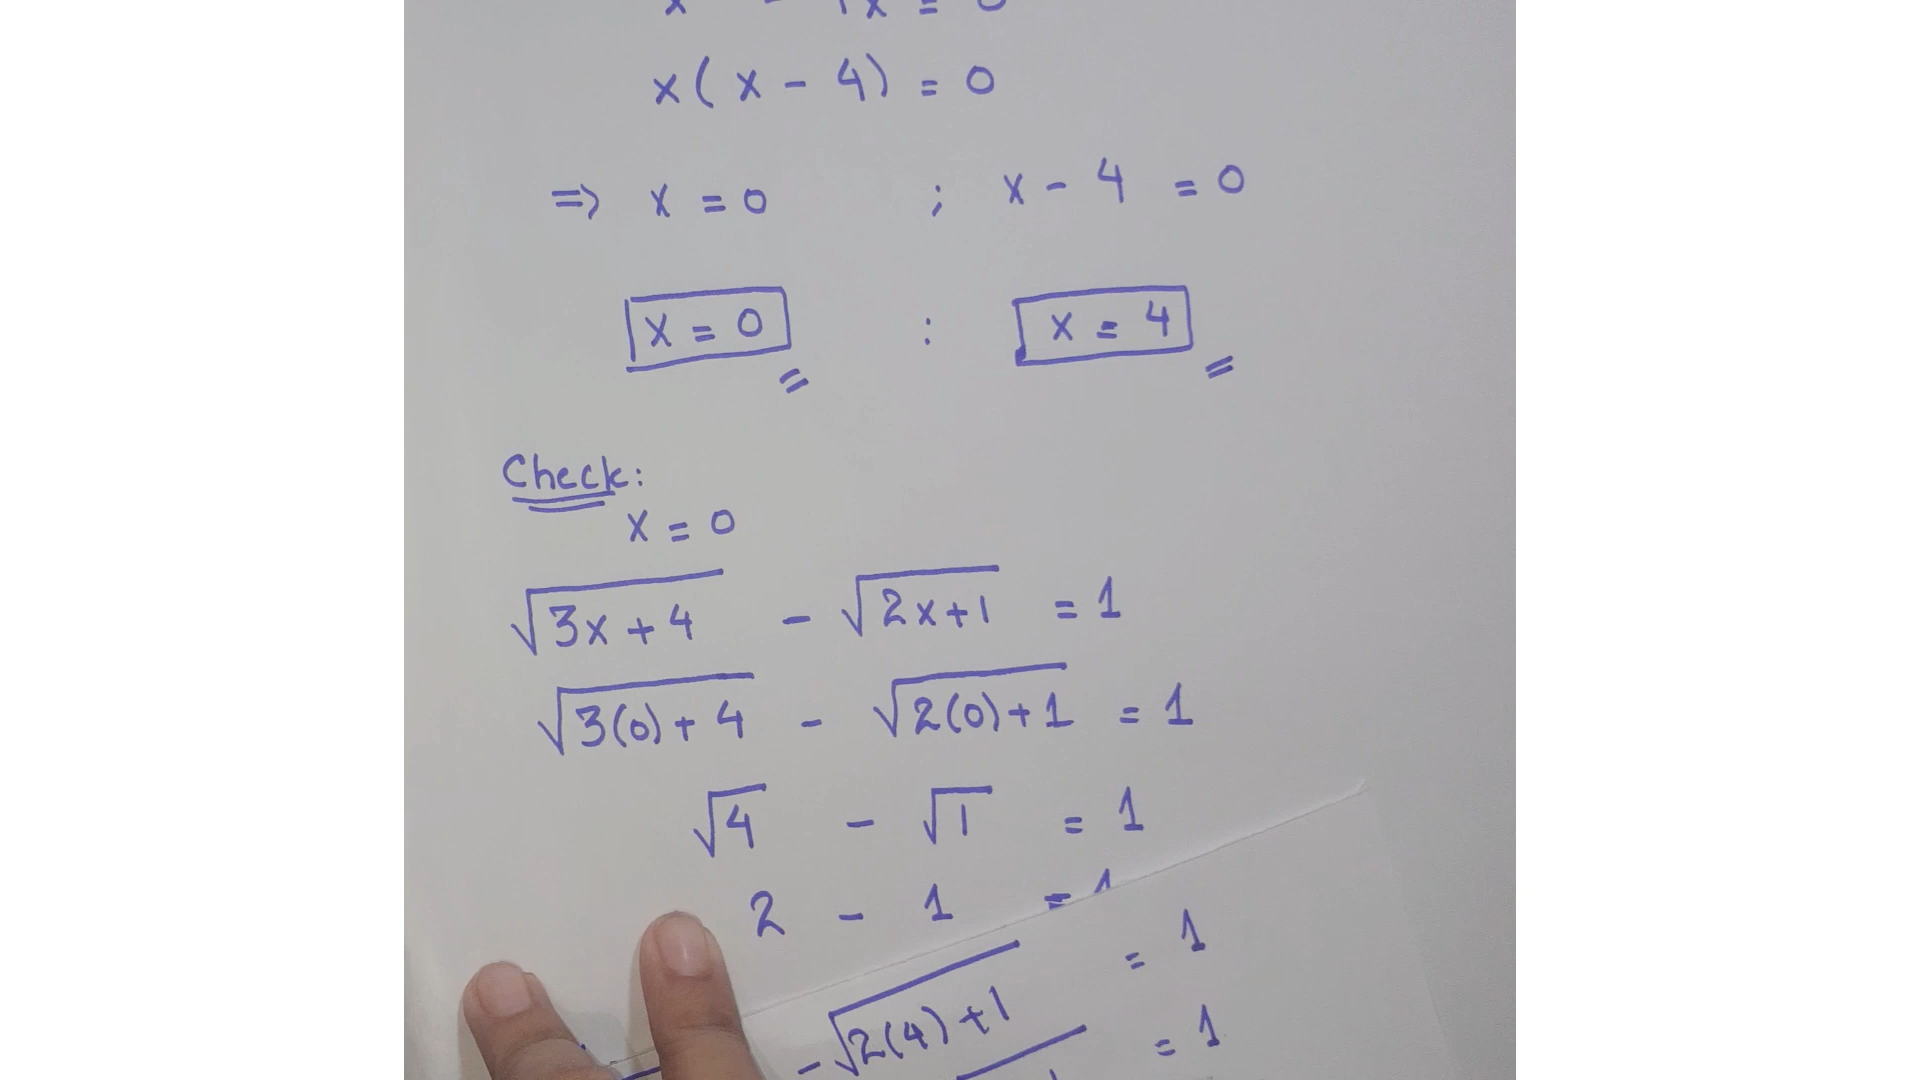 x(x - 4) = 0
=> x = 0 ; x - 4 = 0
x = 0 : x = 4
Check:
x = 0
√3x + 4 - √2x+1 = 1
√3(0) + 4 - √2(0)+1 = 1
√4 - √1 = 1
2 - 1 = 1
-√2(4)+1 = 1
= 1